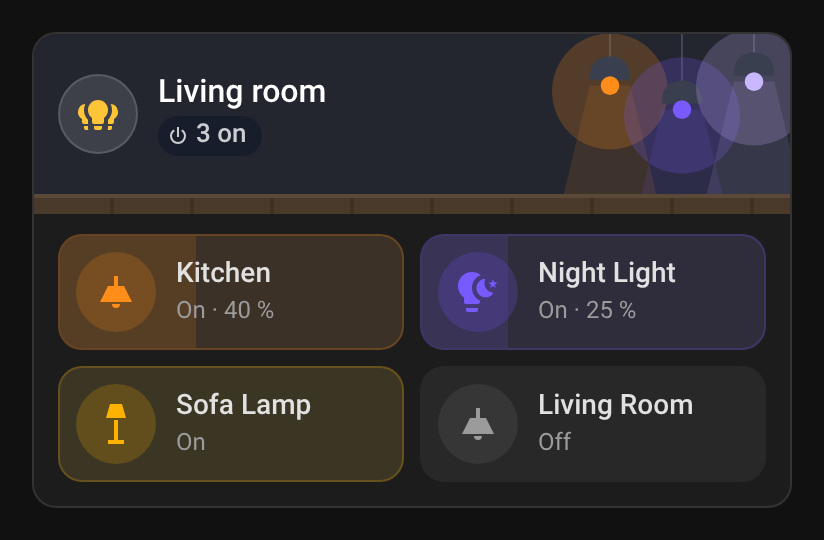 Living room
3 on
Kitchen
On · 40 %
Night Light
On · 25 %
Sofa Lamp
On
Living Room
Off